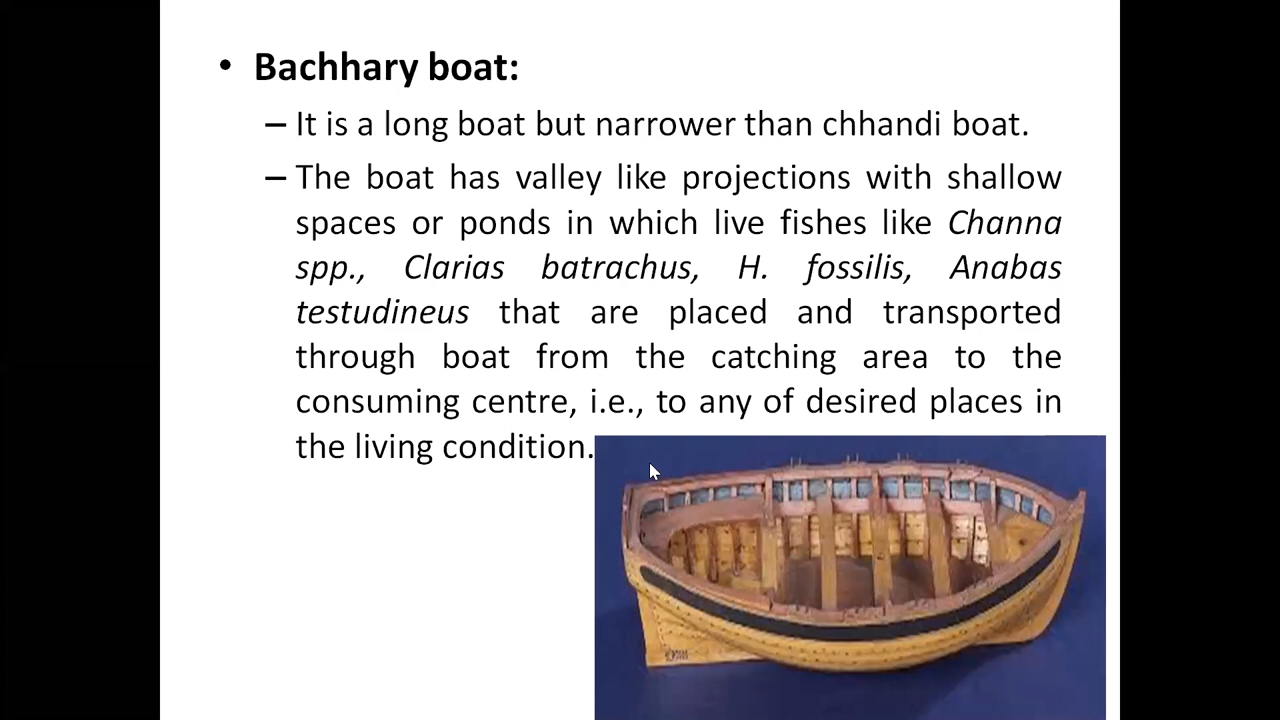 • Bachhary boat:
– It is a long boat but narrower than chhandi boat.
– The boat has valley like projections with shallow
spaces or ponds in which live fishes like Channa
spp., Clarias batrachus, H. fossilis, Anabas
testudineus that are placed and transported
through boat from the catching area to the
consuming centre, i.e., to any of desired places in
the living condition.